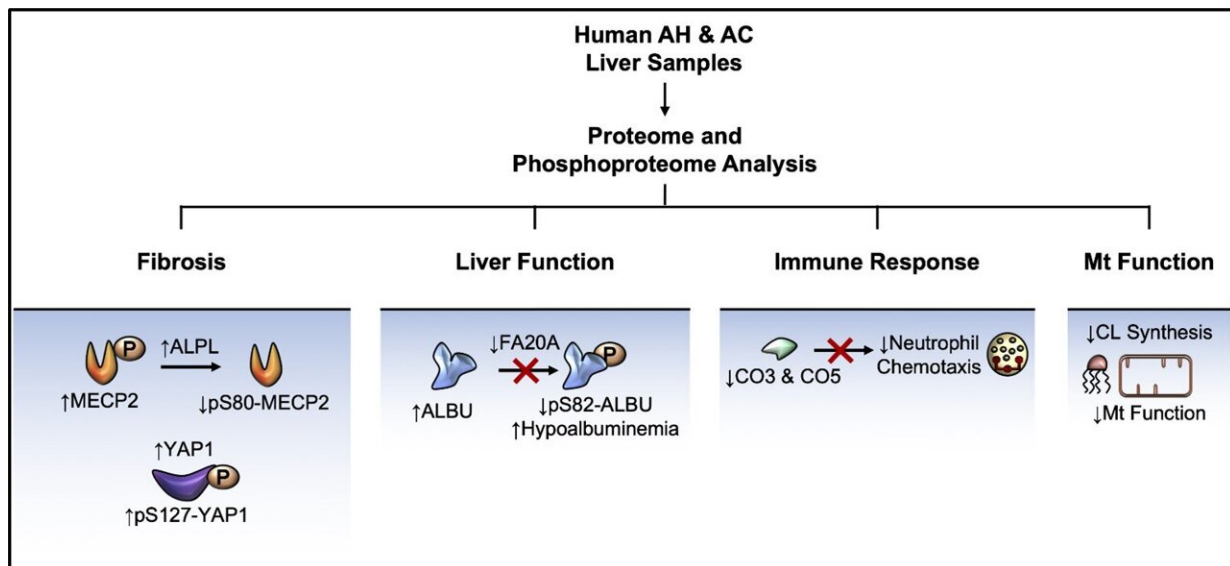 Human AH & AC
Liver Samples
Proteome and
Phosphoproteome Analysis
Fibrosis
Liver Function
Immune Response
Mt Function
P
↑ALPL
↑MECP2
↓pS80-MECP2
↑YAP1
P
↑pS127-YAP1
↓FA20A
P
↑ALBU
↓pS82-ALBU
↑Hypoalbuminemia
↓CO3 & CO5
↓Neutrophil
Chemotaxis
↓CL Synthesis
↓Mt Function